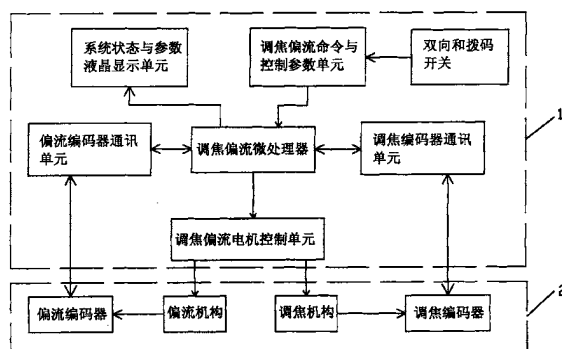 系统状态与参数
液晶显示单元
调焦偏流命令与
控制参数单元
双向和拨码
开关
1
偏流编码器通讯
单元
调焦偏流微处理器
调焦编码器通讯
单元
调焦偏流电机控制单元
2
偏流编码器
偏流机构
调焦机构
调焦编码器